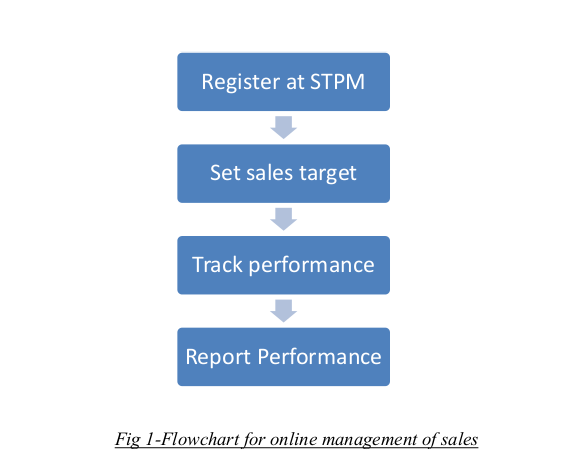 Register at STPM
Set sales target
Track performance
Report Performance
Fig 1-Flowchart for online management of sales